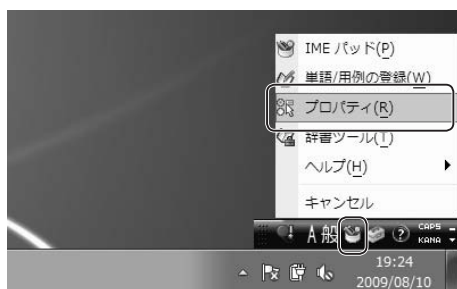 IME パッド(P)
単語/用例の登録(W)
プロパティ(R)
辞書ツール(T)
ヘルプ(H)
キャンセル
A 般 CAPS
KANA
19:24
2009/08/10